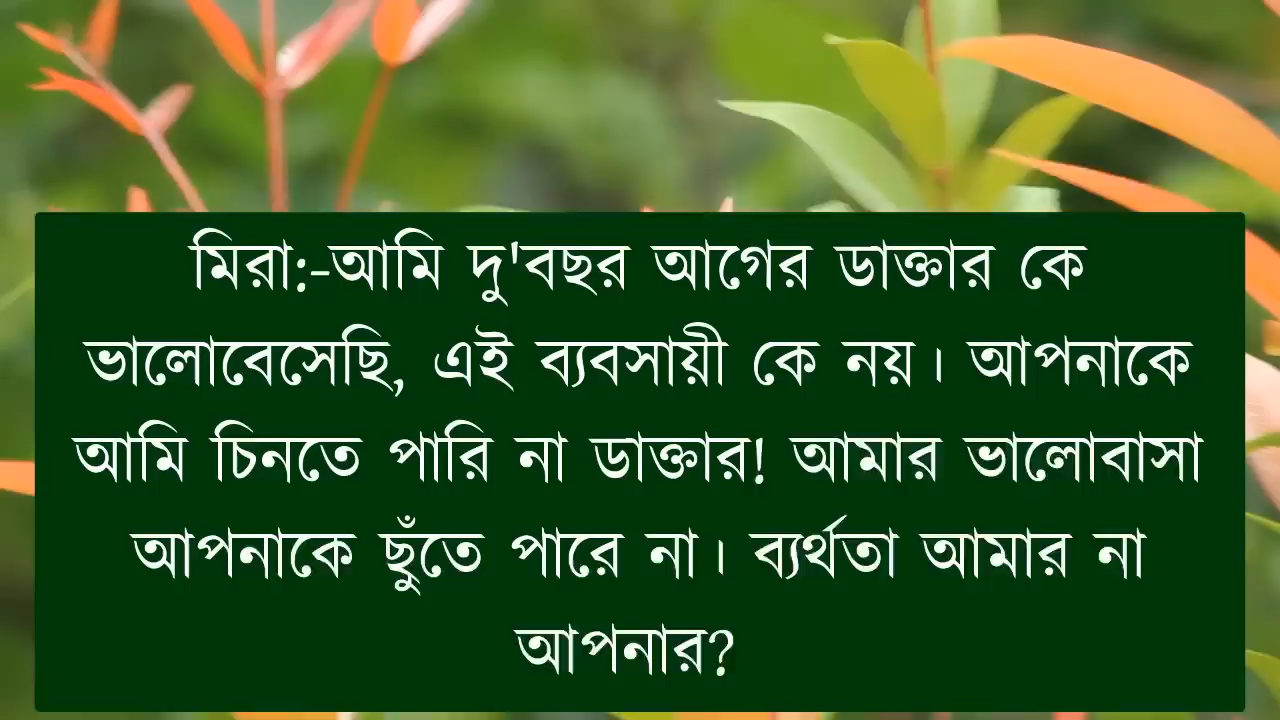 মিরা:-আমি দু'বছর আগের ডাক্তার কে
ভালোবেসেছি, এই ব্যবসায়ী কে নয়। আপনাকে
আমি চিনতে পারি না ডাক্তার! আমার ভালোবাসা
আপনাকে ছুঁতে পারে না। ব্যর্থতা আমার না
আপনার?